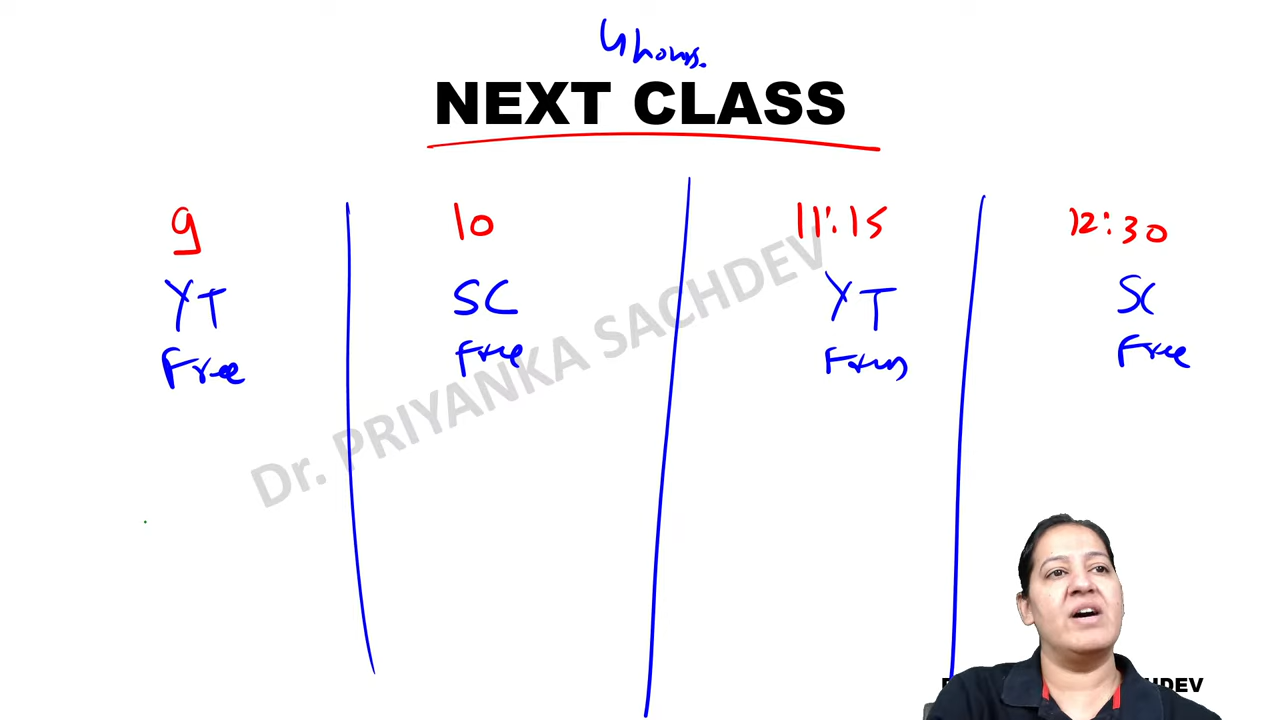 4 hours.
NEXT CLASS
9
YT
Free
10
SC
Free
11:15
YT
12:30
SC
Free
Dr. PRIYANKA SACHDEV
HDEV